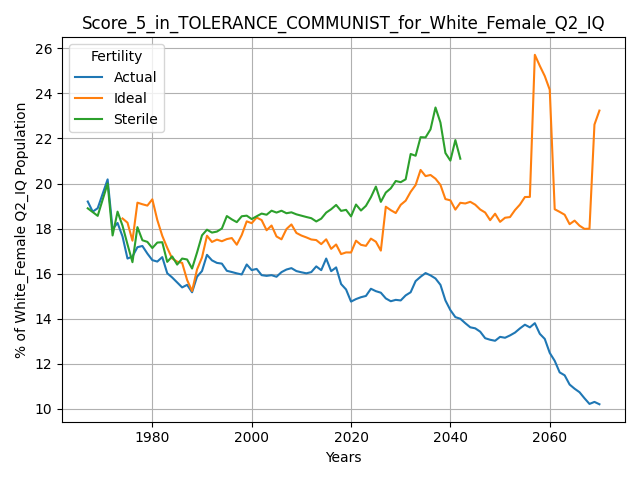 Score_5_in_TOLERANCE_COMMUNIST_for_White_Female_Q2_IQ
Fertility
Actual
Ideal
Sterile
% of White_Female Q2_IQ Population
26
24
22
20
18
16
14
12
10
1980
2000
2020
2040
2060
Years